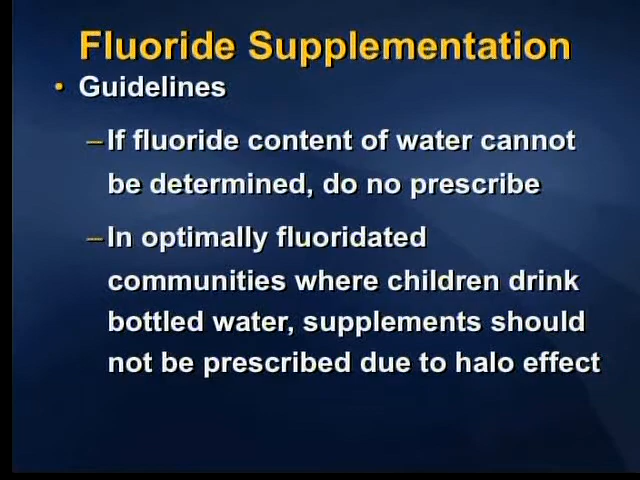 Fluoride Supplementation
• Guidelines
–If fluoride content of water cannot
be determined, do no prescribe
–In optimally fluoridated
communities where children drink
bottled water, supplements should
not be prescribed due to halo effect